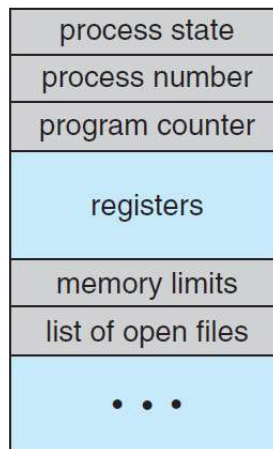 process state
process number
program counter
registers
memory limits
list of open files
• • •